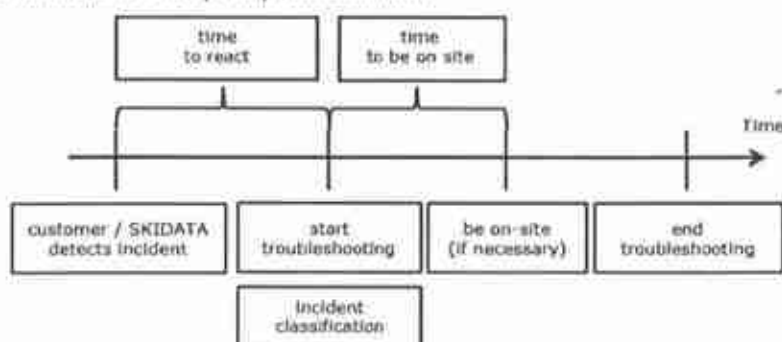 time
to react
time
to be on site
Time
customer / SKIDATA
detects incident
start
troubleshooting
be on-site
(if necessary)
end
troubleshooting
Incident
classification